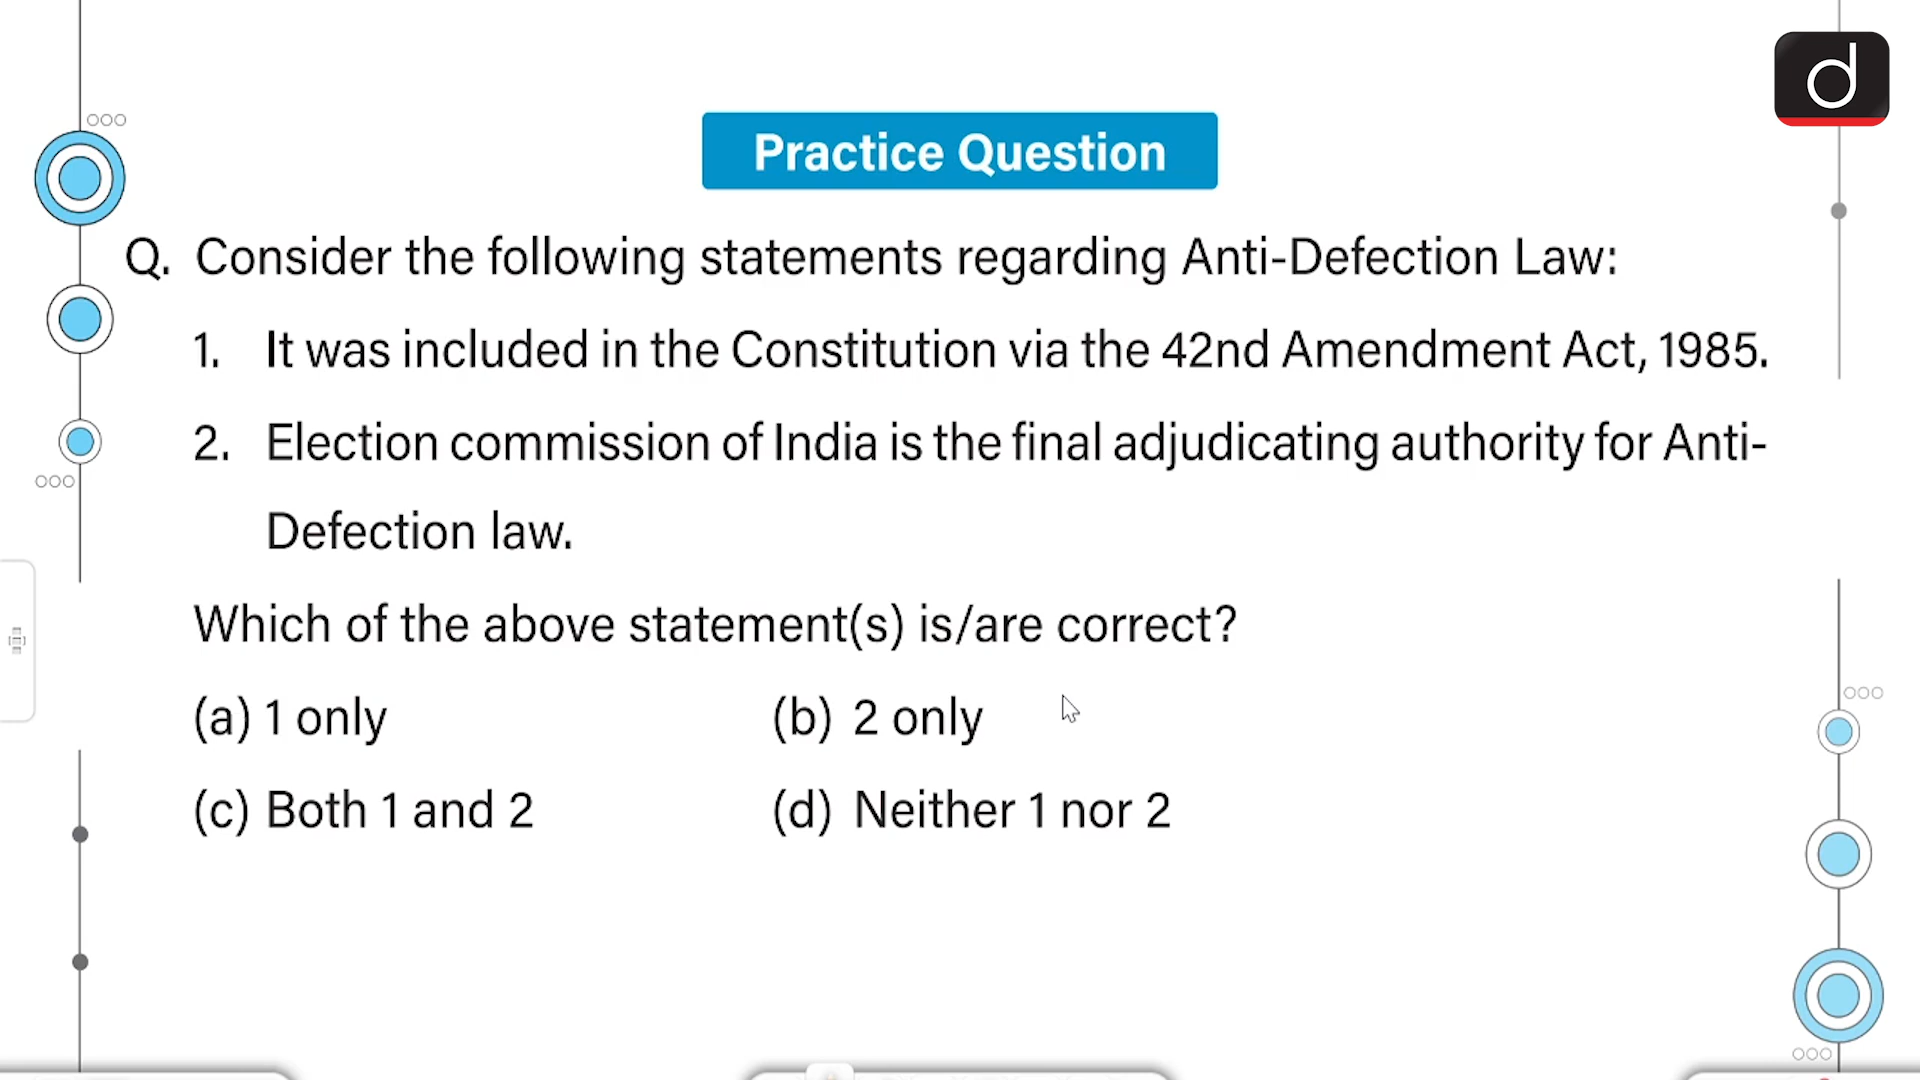 d
Practice Question
Q. Consider the following statements regarding Anti-Defection Law:
1. It was included in the Constitution via the 42nd Amendment Act, 1985.
2. Election commission of India is the final adjudicating authority for Anti-
Defection law.
Which of the above statement(s) is/are correct?
(a) 1 only (b) 2 only
(c) Both 1 and 2 (d) Neither 1 nor 2